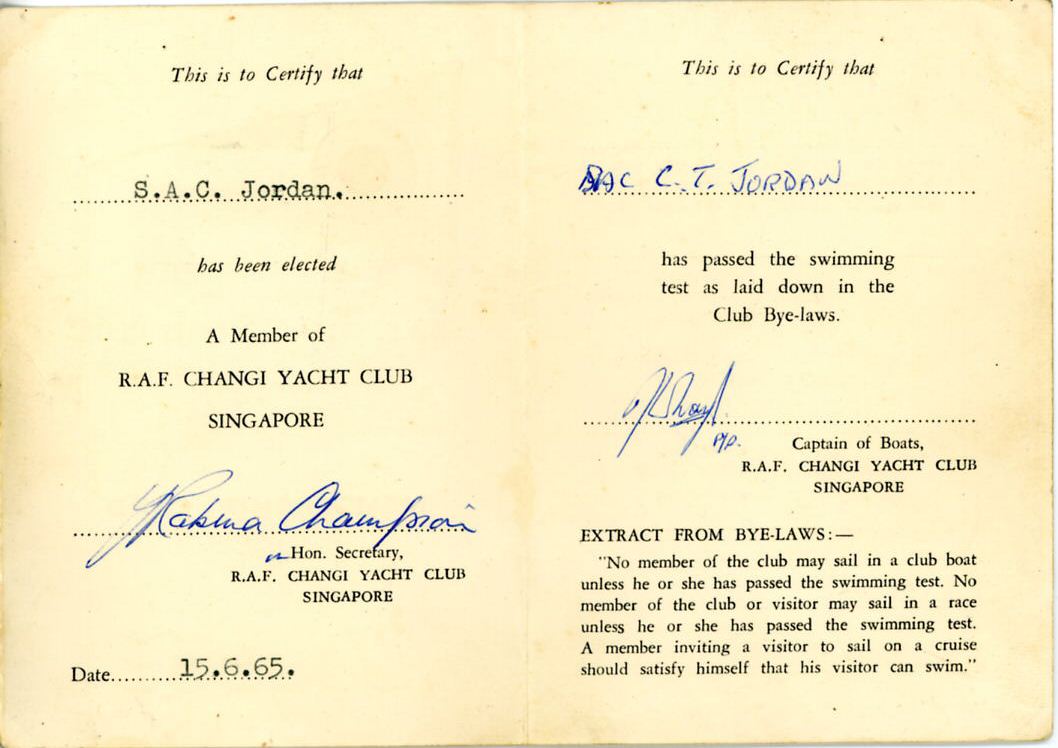 This is to Certify that
S.A.C. Jordan.
has been elected
A Member of
R.A.F. CHANGI YACHT CLUB
SINGAPORE
Champion
Hon. Secretary,
R.A.F. CHANGI YACHT CLUB
SINGAPORE
Date 15.6.65.
This is to Certify that
C.T. JORDAN
has passed the swimming
test as laid down in the
Club Bye-laws.
Captain of Boats,
R.A.F. CHANGI YACHT CLUB
SINGAPORE
EXTRACT FROM BYE-LAWS:—
"No member of the club may sail in a club boat
unless he or she has passed the swimming test. No
member of the club or visitor may sail in a race
unless he or she has passed the swimming test.
A member inviting a visitor to sail on a cruise
should satisfy himself that his visitor can swim."